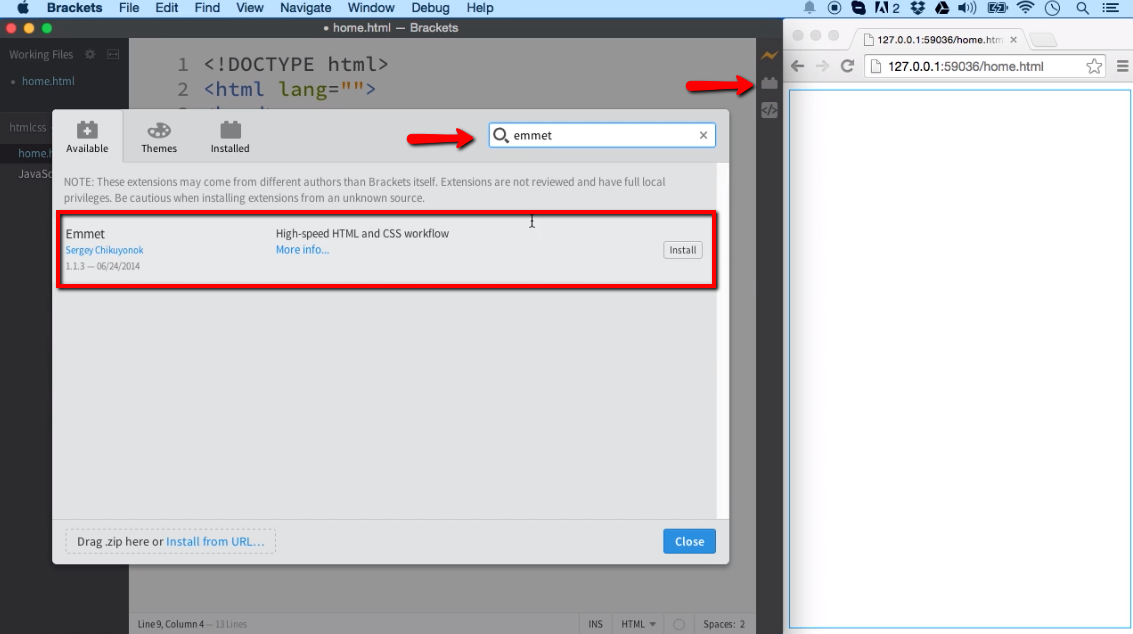 Brackets File Edit Find View Navigate Window Debug Help 2
• home.html — Brackets
127.0.0.1:59036/home.htm
127.0.0.1:59036/home.html
Working Files
• home.html
htmlcss
home.h
JavaSc
1 <!DOCTYPE html>
2 <html lang="">
Available
Themes
Installed
emmet
NOTE: These extensions may come from different authors than Brackets itself. Extensions are not reviewed and have full local
privileges. Be cautious when installing extensions from an unknown source.
Emmet
Sergey Chikuyonok
1.1.3 — 06/24/2014
High-speed HTML and CSS workflow
More info...
Install
Drag .zip here or Install from URL...
Close
Line 9, Column 4 — 13 Lines
INS
HTML
Spaces: 2